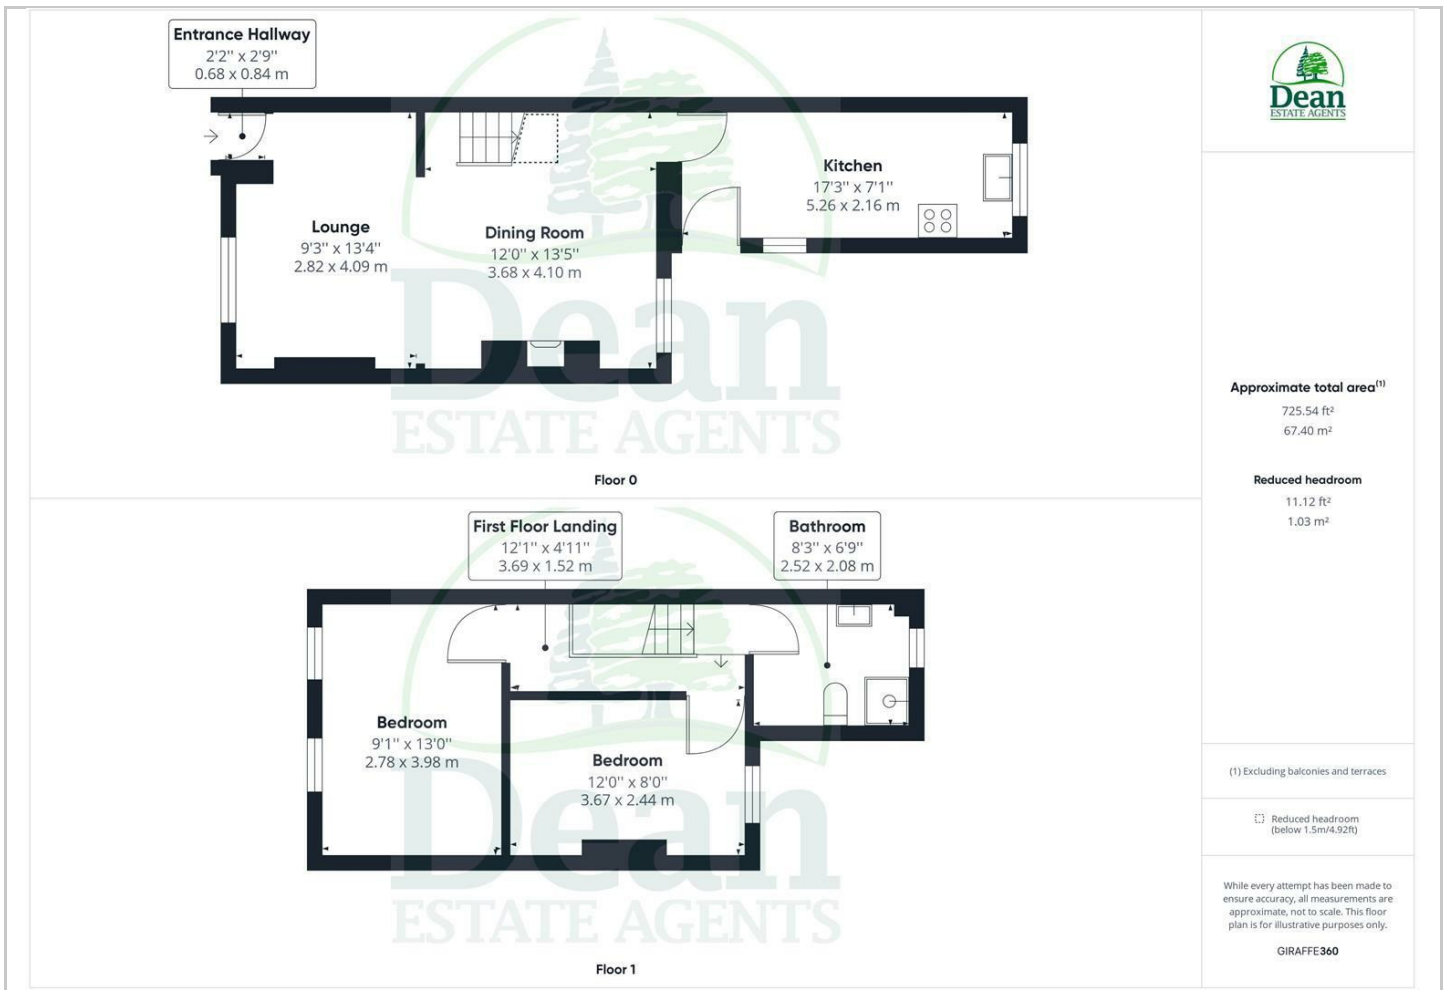 Entrance Hallway
2'2'' x 2'9''
0.68 x 0.84 m
Lounge
9'3'' x 13'4''
2.82 x 4.09 m
Dining Room
12'0'' x 13'5''
3.68 x 4.10 m
Kitchen
17'3'' x 7'1''
5.26 x 2.16 m
Dean
ESTATE AGENTS
Floor 0
First Floor Landing
12'1'' x 4'11''
3.69 x 1.52 m
Bathroom
8'3'' x 6'9''
2.52 x 2.08 m
Bedroom
9'1'' x 13'0''
2.78 x 3.98 m
Bedroom
12'0'' x 8'0''
3.67 x 2.44 m
Dean
ESTATE AGENTS
Floor 1
Dean
ESTATE AGENTS
Approximate total area(1)
725.54 ft²
67.40 m²
Reduced headroom
11.12 ft²
1.03 m²
(1) Excluding balconies and terraces
Reduced headroom
(below 1.5m/4.92ft)
While every attempt has been made to
ensure accuracy, all measurements are
approximate, not to scale. This floor
plan is for illustrative purposes only.
GIRAFFE360